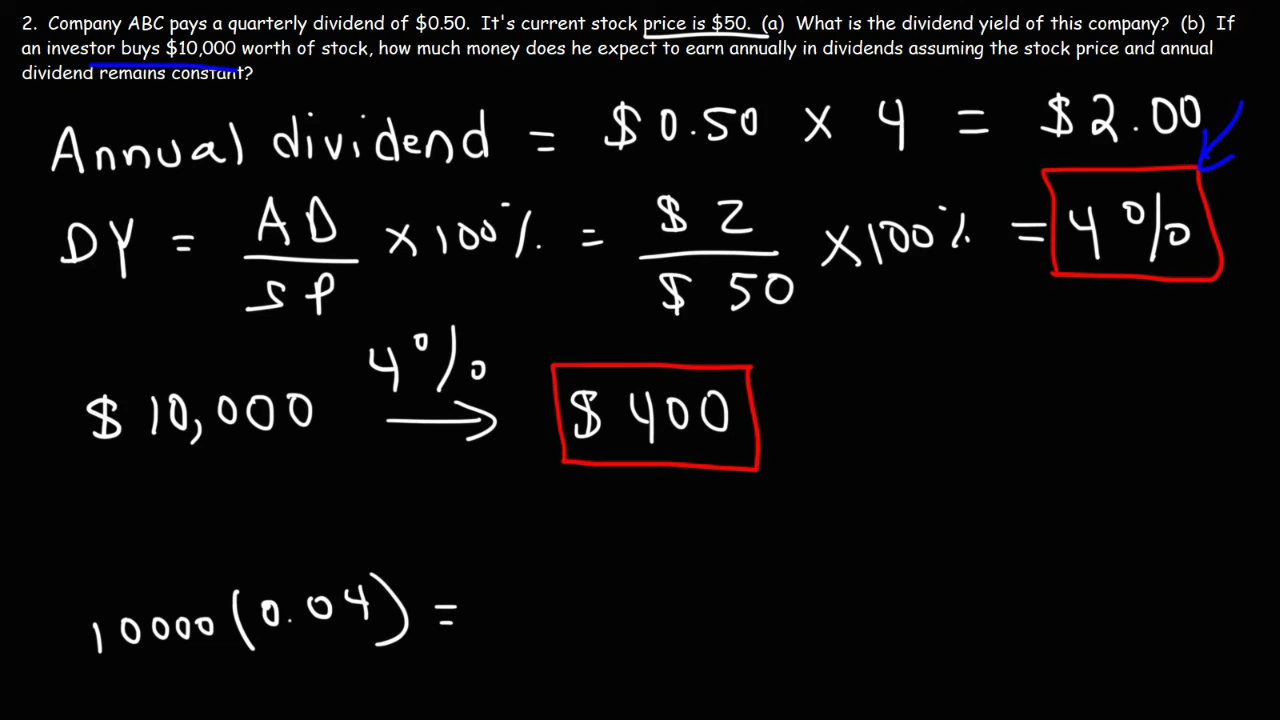 2. Company ABC pays a quarterly dividend of $0.50. It's current stock price is $50. (a) What is the dividend yield of this company? (b) If
an investor buys $10,000 worth of stock, how much money does he expect to earn annually in dividends assuming the stock price and annual
dividend remains constant?
Annual dividend = $0.50 x 4 = $2.00
DY = AD/SP x 100% = $2/$50 x 100% = 4%
$10,000 4% → $400
10000(0.04) =